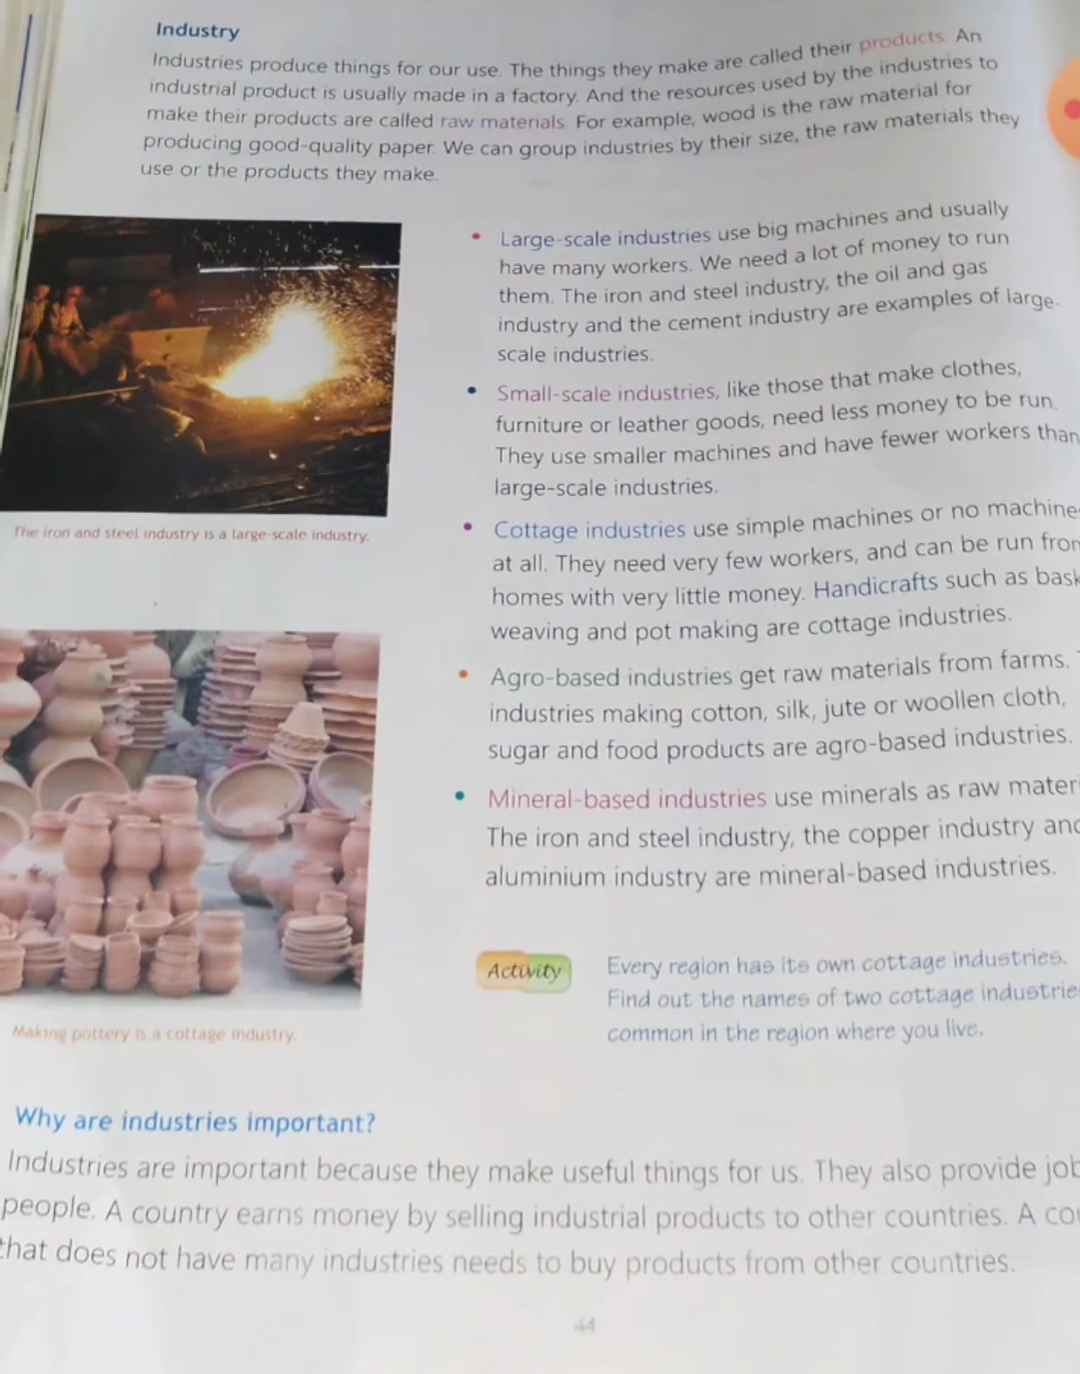 Industry
Industries produce things for our use. The things they make are called their products. An
industrial product is usually made in a factory. And the resources used by the industries to
make their products are called raw materials. For example, wood is the raw material for
producing good-quality paper. We can group industries by their size, the raw materials they
use or the products they make.
• Large-scale industries use big machines and usually
have many workers. We need a lot of money to run
them. The iron and steel industry, the oil and gas
industry and the cement industry are examples of large-
scale industries.
The iron and steel industry is a large-scale industry.
• Small-scale industries, like those that make clothes,
furniture or leather goods, need less money to be run.
They use smaller machines and have fewer workers than
large-scale industries.
• Cottage industries use simple machines or no machine
at all. They need very few workers, and can be run from
homes with very little money. Handicrafts such as bask
weaving and pot making are cottage industries.
• Agro-based industries get raw materials from farms.
industries making cotton, silk, jute or woollen cloth,
sugar and food products are agro-based industries.
• Mineral-based industries use minerals as raw mater
The iron and steel industry, the copper industry and
aluminium industry are mineral-based industries.
Making pottery is a cottage industry.
Activity
Every region has its own cottage industries.
Find out the names of two cottage industrie
common in the region where you live.
Why are industries important?
Industries are important because they make useful things for us. They also provide job
people. A country earns money by selling industrial products to other countries. A cou
that does not have many industries needs to buy products from other countries.
44